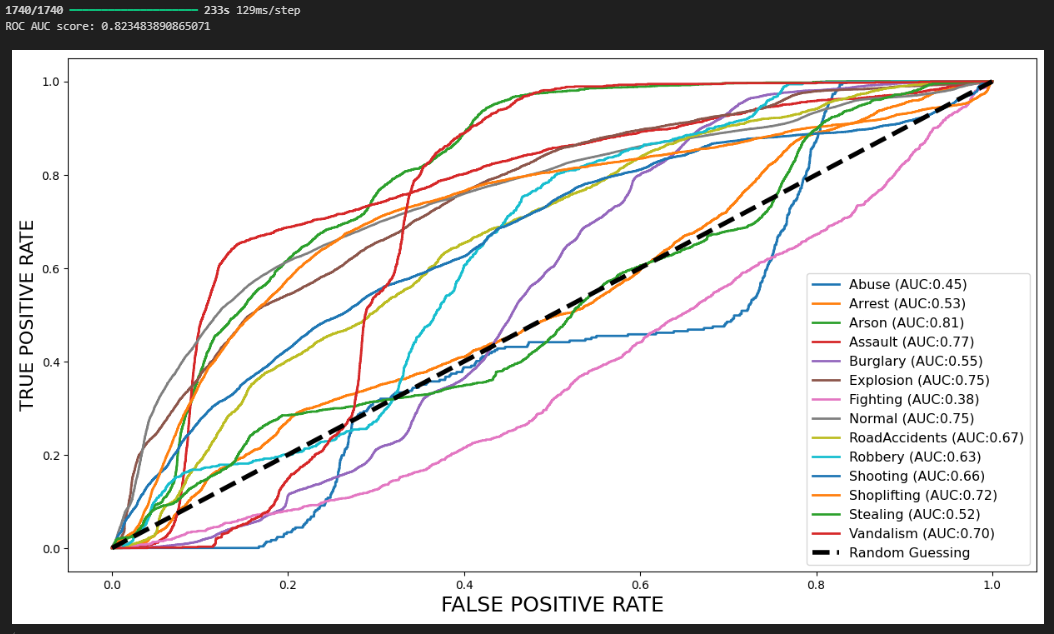 1740/1740 ━━━━━━━━━━━━━━━━━━━━ 233s 129ms/step
ROC AUC score: 0.823483890865071
1.0
0.8
0.6
0.4
0.2
0.0
TRUE POSITIVE RATE
Abuse (AUC:0.45)
Arrest (AUC:0.53)
Arson (AUC:0.81)
Assault (AUC:0.77)
Burglary (AUC:0.55)
Explosion (AUC:0.75)
Fighting (AUC:0.38)
Normal (AUC:0.75)
RoadAccidents (AUC:0.67)
Robbery (AUC:0.63)
Shooting (AUC:0.66)
Shoplifting (AUC:0.72)
Stealing (AUC:0.52)
Vandalism (AUC:0.70)
Random Guessing
0.0 0.2 0.4 0.6 0.8 1.0
FALSE POSITIVE RATE